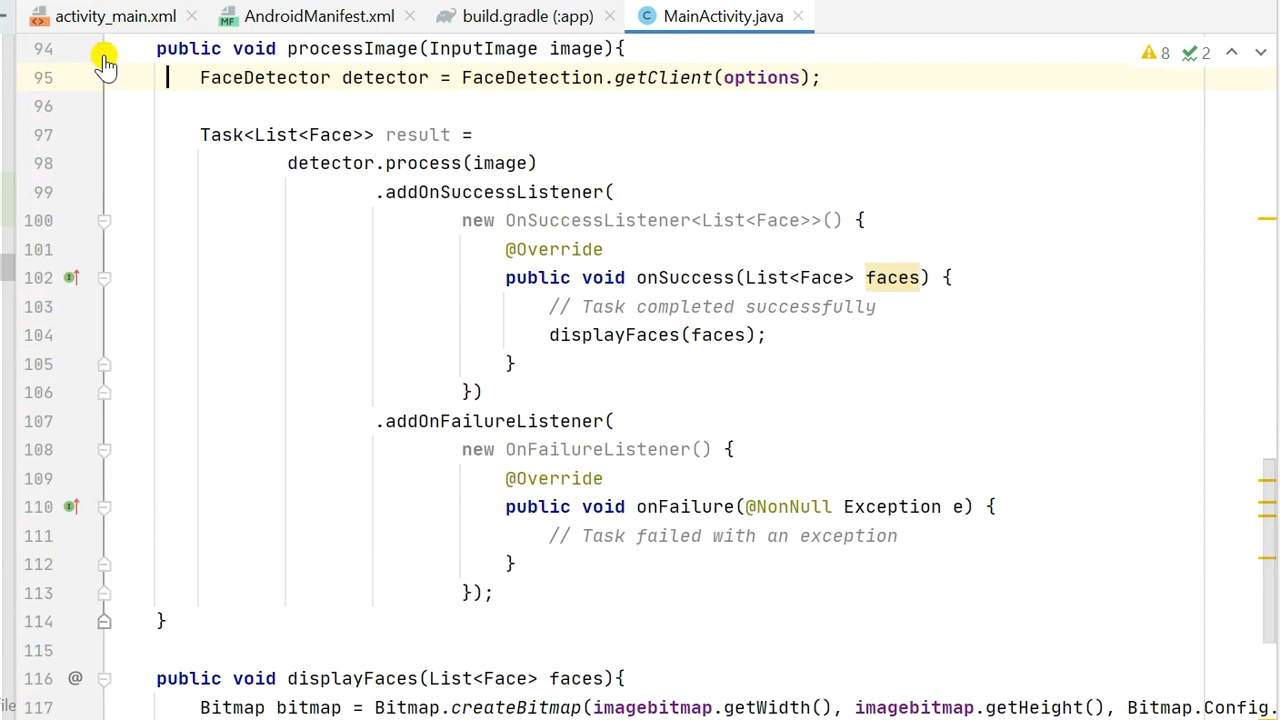 activity_main.xml AndroidManifest.xml build.gradle (:app) MainActivity.java
94 public void processImage(InputImage image){ 8 2
95 FaceDetector detector = FaceDetection.getClient(options);
96
97 Task<List<Face>> result =
98 detector.process(image)
99 .addOnSuccessListener(
100 new OnSuccessListener<List<Face>>() {
101 @Override
102 public void onSuccess(List<Face> faces) {
103 // Task completed successfully
104 displayFaces(faces);
105 }
106 })
107 .addOnFailureListener(
108 new OnFailureListener() {
109 @Override
110 public void onFailure(@NonNull Exception e) {
111 // Task failed with an exception
112 }
113 });
114 }
115
116 @ public void displayFaces(List<Face> faces){
117 Bitmap bitmap = Bitmap.createBitmap(imagebitmap.getWidth(), imagebitmap.getHeight(), Bitmap.Config.